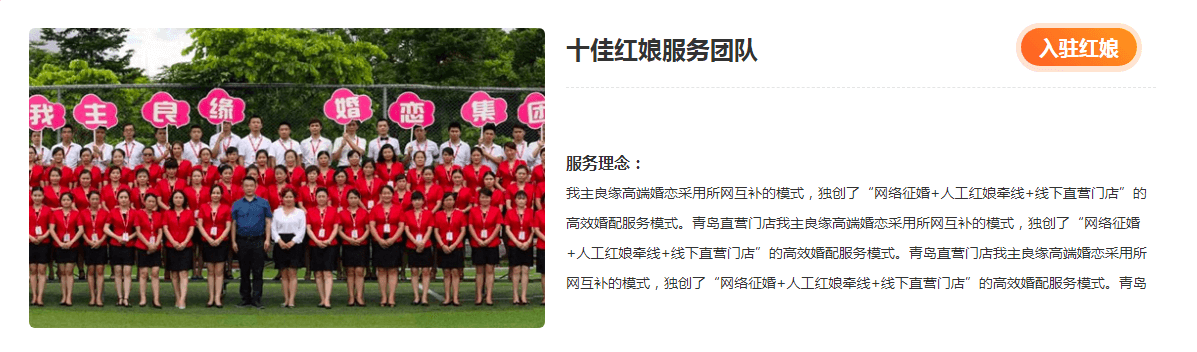 我主良缘 婚恋集团
十佳红娘服务团队
入驻红娘
服务理念：
我主良缘高端婚恋采用所网互补的模式，独创了“网络征婚+人工红娘牵线+线下直营门店”的
高效婚配服务模式。青岛直营门店我主良缘高端婚恋采用所网互补的模式，独创了“网络征婚
+人工红娘牵线+线下直营门店”的高效婚配服务模式。青岛直营门店我主良缘高端婚恋采用所
网互补的模式，独创了“网络征婚+人工红娘牵线+线下直营门店”的高效婚配服务模式。青岛